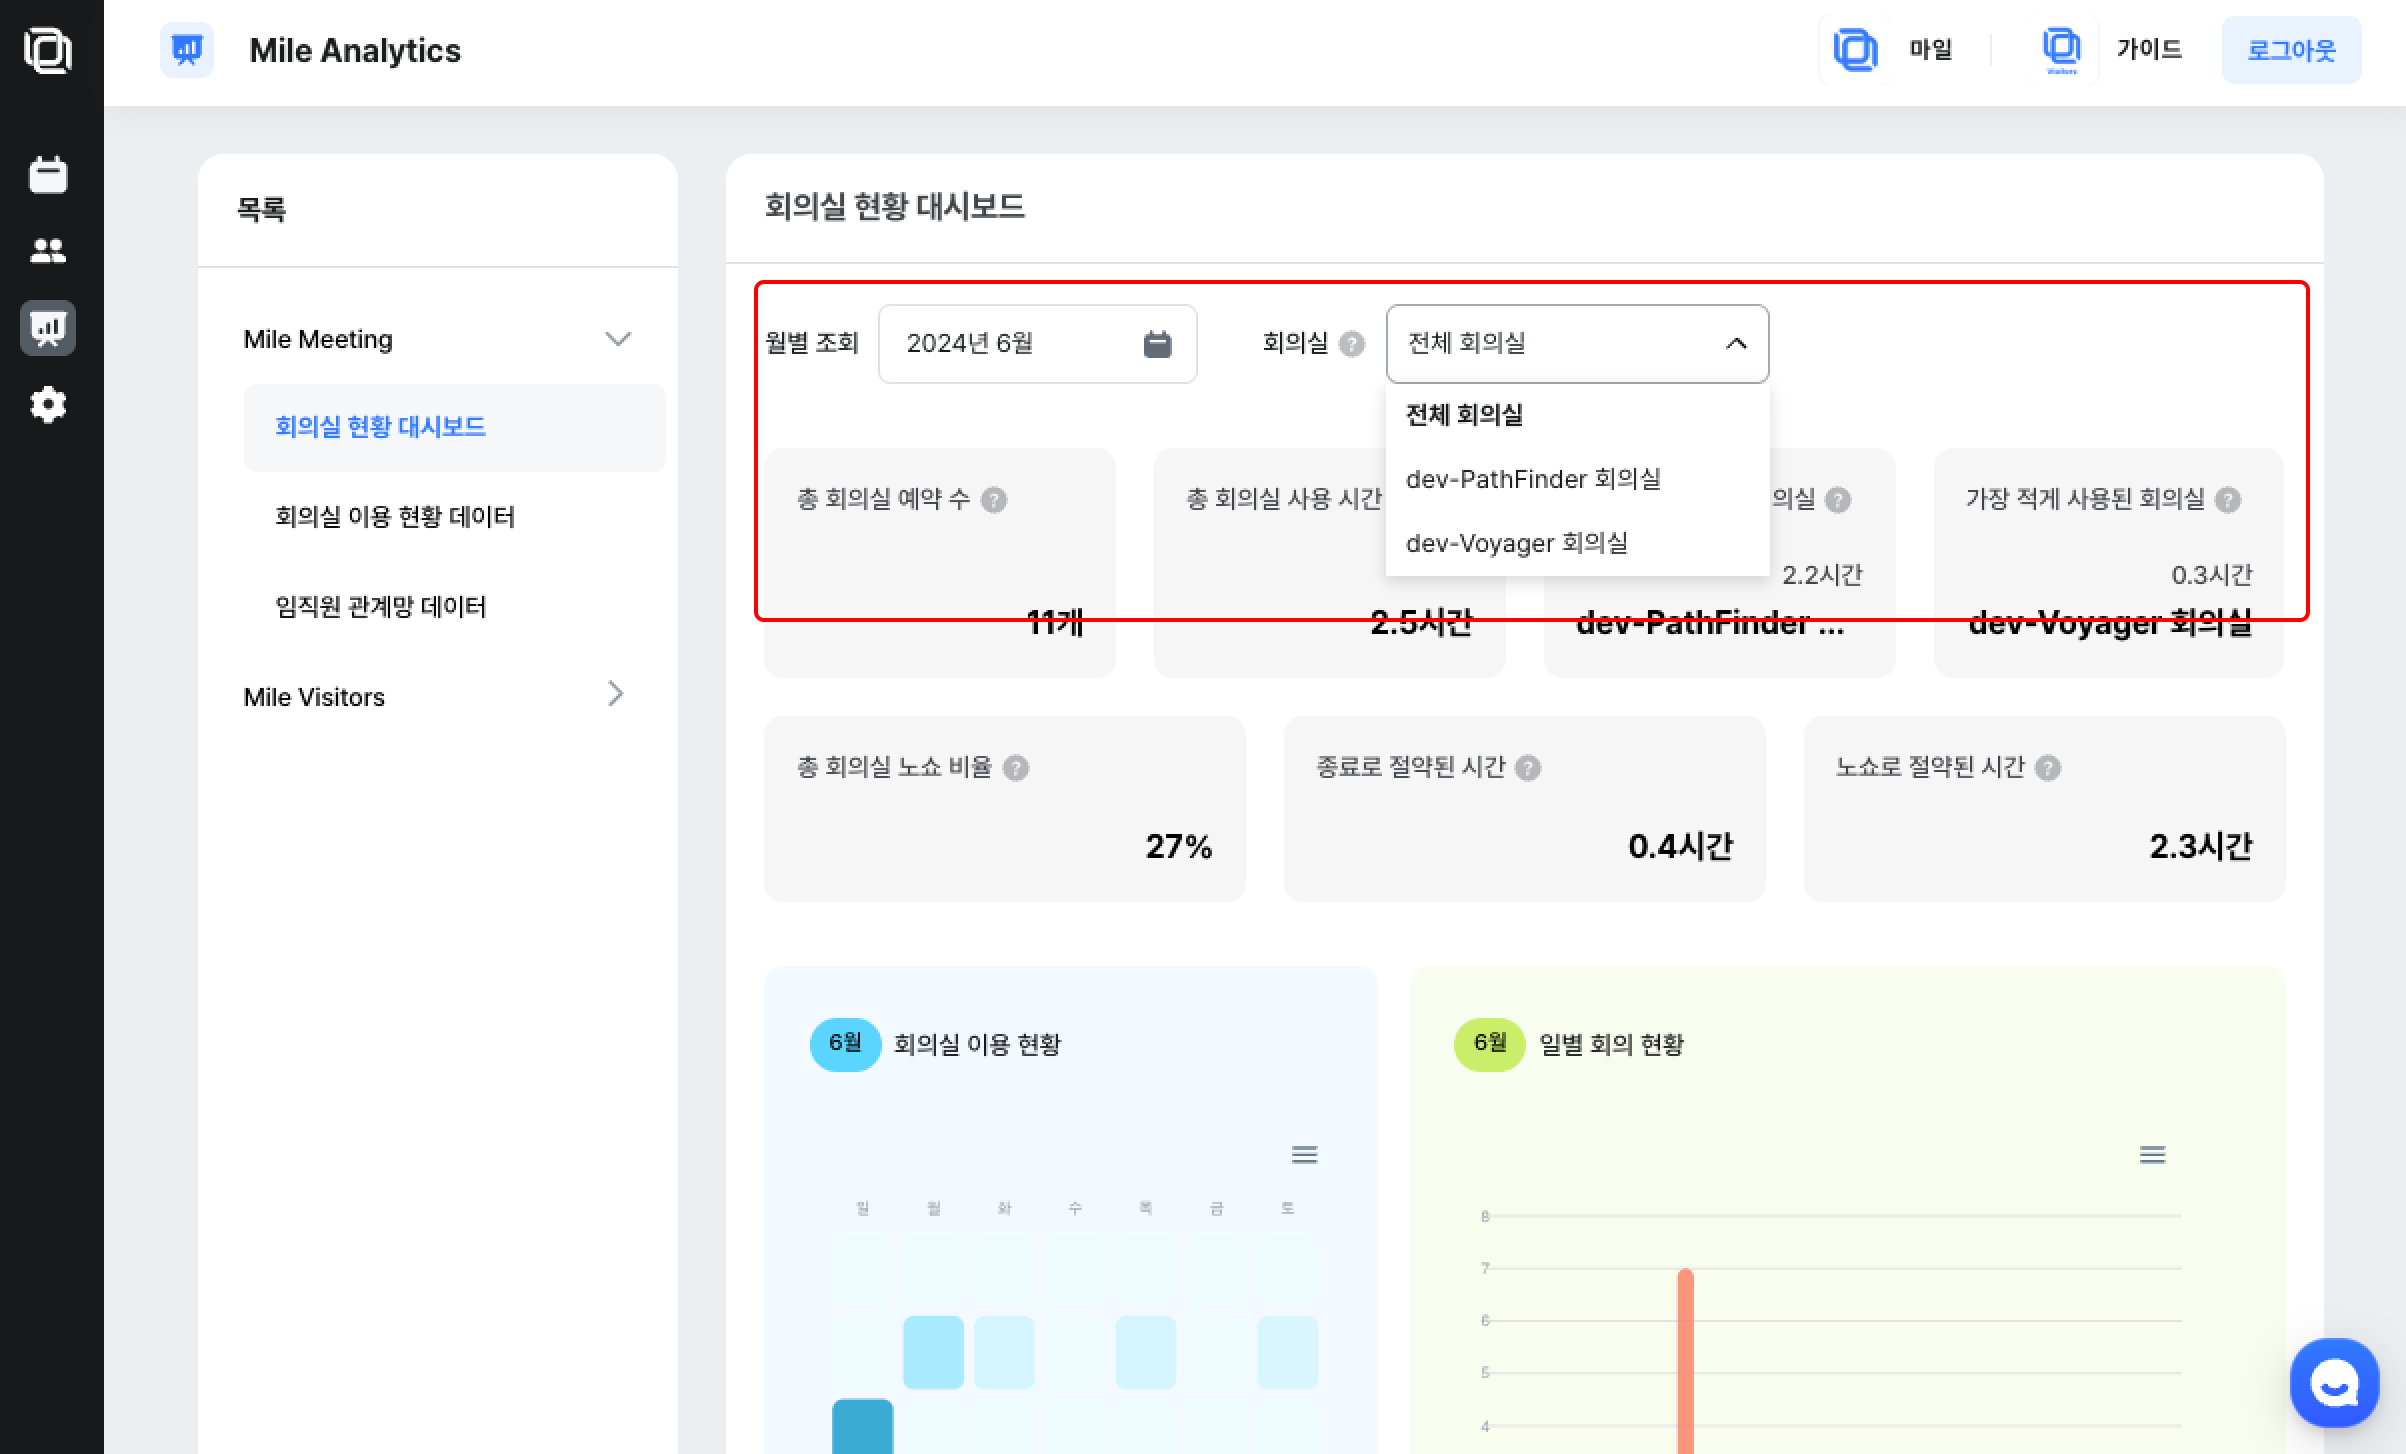 Mile Analytics
마일
Visitors
가이드
로그아웃
목록
Mile Meeting
회의실 현황 대시보드
회의실 이용 현황 데이터
임직원 관계망 데이터
Mile Visitors
회의실 현황 대시보드
월별 조회
2024년 6월
회의실 ?
전체 회의실
전체 회의실
dev-PathFinder 회의실
dev-Voyager 회의실
총 회의실 예약 수 ?
11개
총 회의실 사용 시간
2.5시간
의실 ?
2.2시간
dev-PathFinder ...
가장 적게 사용된 회의실 ?
0.3시간
dev-Voyager 회의실
총 회의실 노쇼 비율 ?
27%
종료로 절약된 시간 ?
0.4시간
노쇼로 절약된 시간 ?
2.3시간
6월 회의실 이용 현황
일 월 화 수 목 금 토
6월 일별 회의 현황
8
7
6
5
4